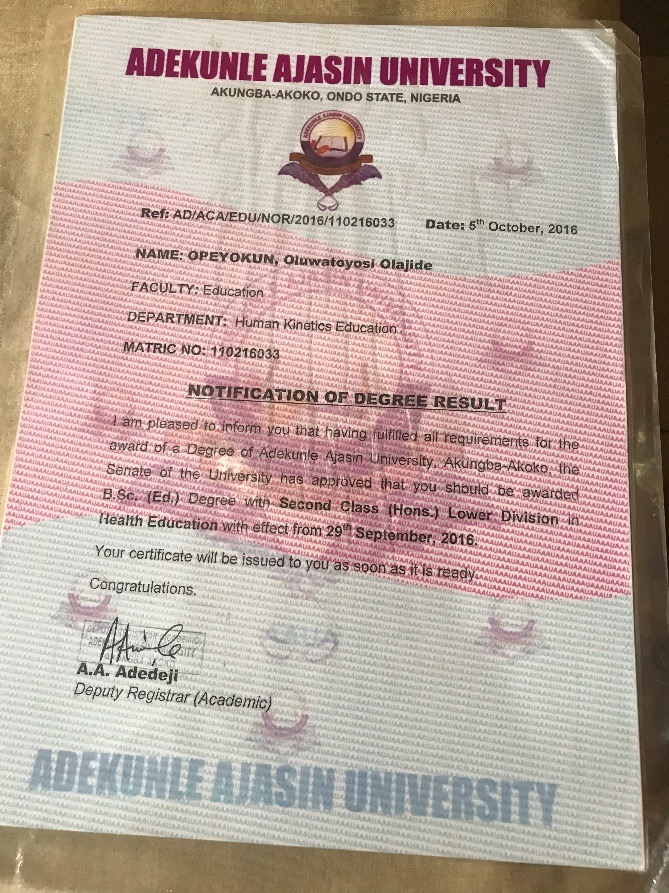 ADEKUNLE AJASIN UNIVERSITY
AKUNGBA-AKOKO, ONDO STATE, NIGERIA
Ref: AD/ACA/EDU/NOR/2016/110216033 Date: 5th October, 2016
NAME: OPEYOKUN, Oluwatoyosi Olajide
FACULTY: Education
DEPARTMENT: Human Kinetics Education
MATRIC NO: 110216033
NOTIFICATION OF DEGREE RESULT
I am pleased to inform you that having fulfilled all requirements for the
award of a Degree of Adekunle Ajasin University, Akungba-Akoko, the
Senate of the University has approved that you should be awarded
B.Sc. (Ed.) Degree with Second Class (Hons.) Lower Division in
Health Education with effect from 29th September, 2016.
Your certificate will be issued to you as soon as it is ready.
Congratulations.
A.A. Adedeji
Deputy Registrar (Academic)
ADEKUNLE AJASIN UNIVERSITY